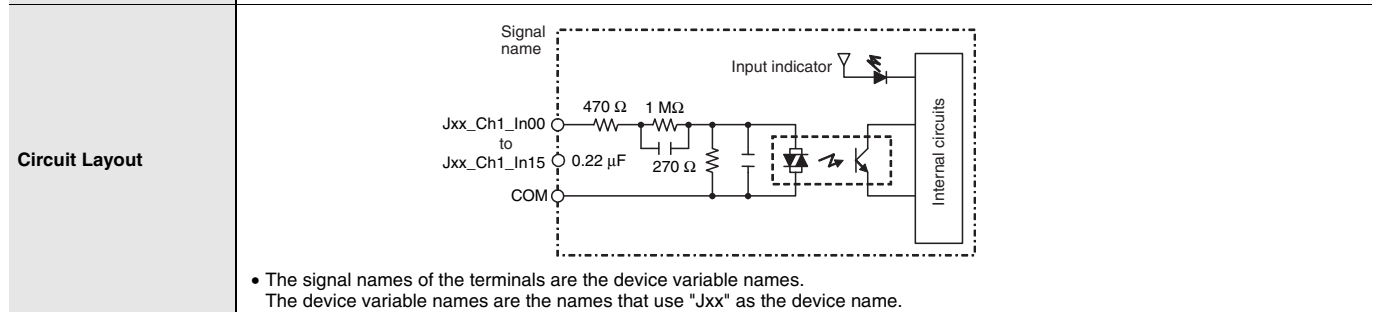 Circuit Layout
Signal
name
Input indicator
470 Ω
1 MΩ
Jxx_Ch1_In00
to
Jxx_Ch1_In15
0.22 μF
270 Ω
COM
Internal circuits
• The signal names of the terminals are the device variable names.
The device variable names are the names that use "Jxx" as the device name.